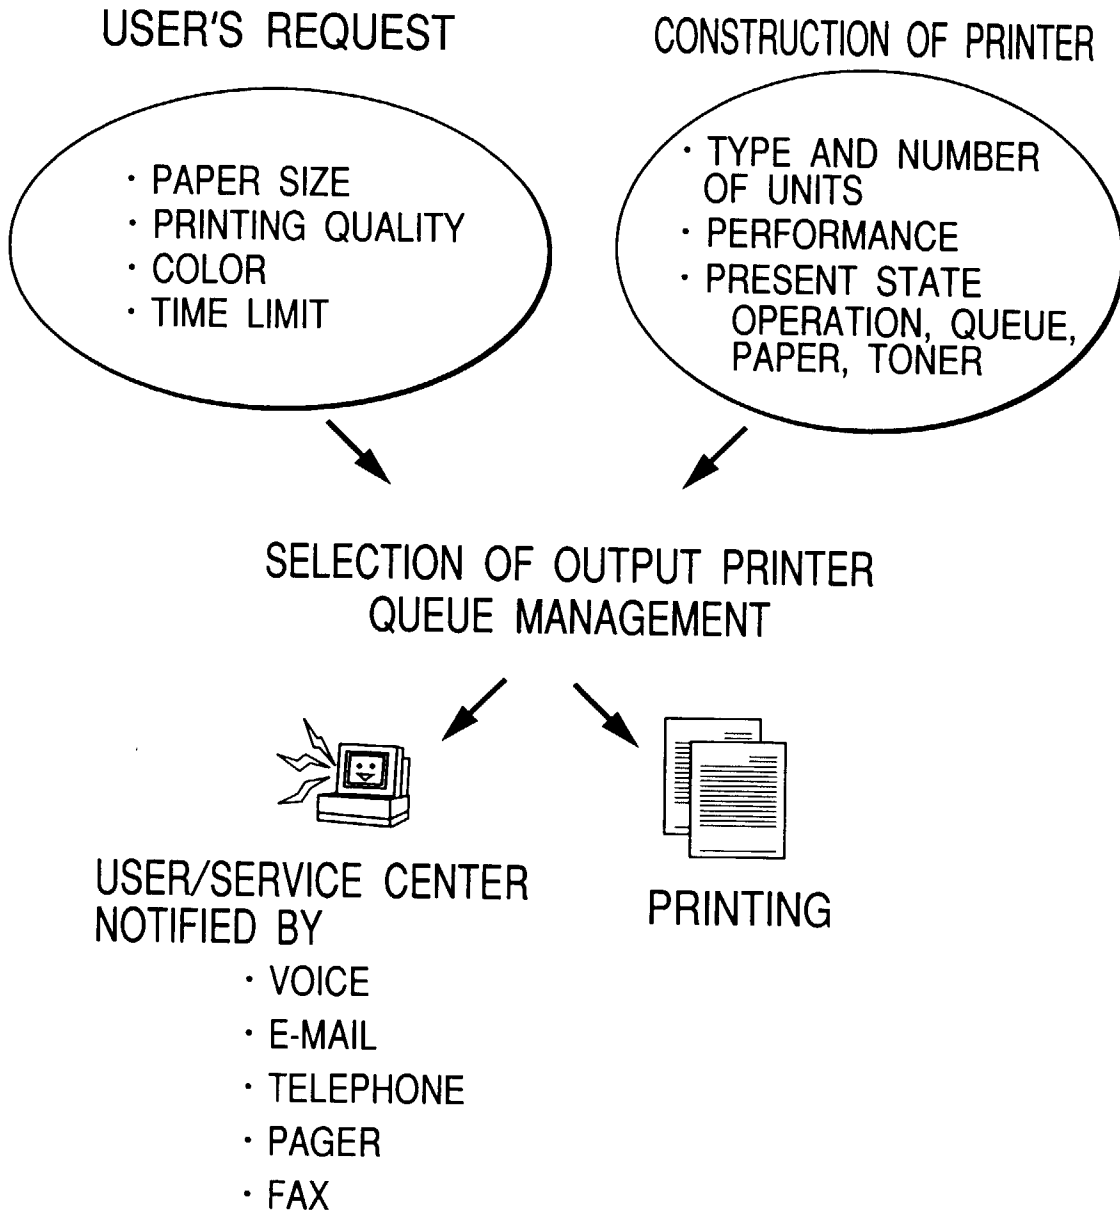 USER'S REQUEST
· PAPER SIZE
· PRINTING QUALITY
· COLOR
· TIME LIMIT
CONSTRUCTION OF PRINTER
· TYPE AND NUMBER
OF UNITS
· PERFORMANCE
· PRESENT STATE
OPERATION, QUEUE,
PAPER, TONER
SELECTION OF OUTPUT PRINTER
QUEUE MANAGEMENT
USER/SERVICE CENTER
NOTIFIED BY
· VOICE
· E-MAIL
· TELEPHONE
· PAGER
· FAX
PRINTING